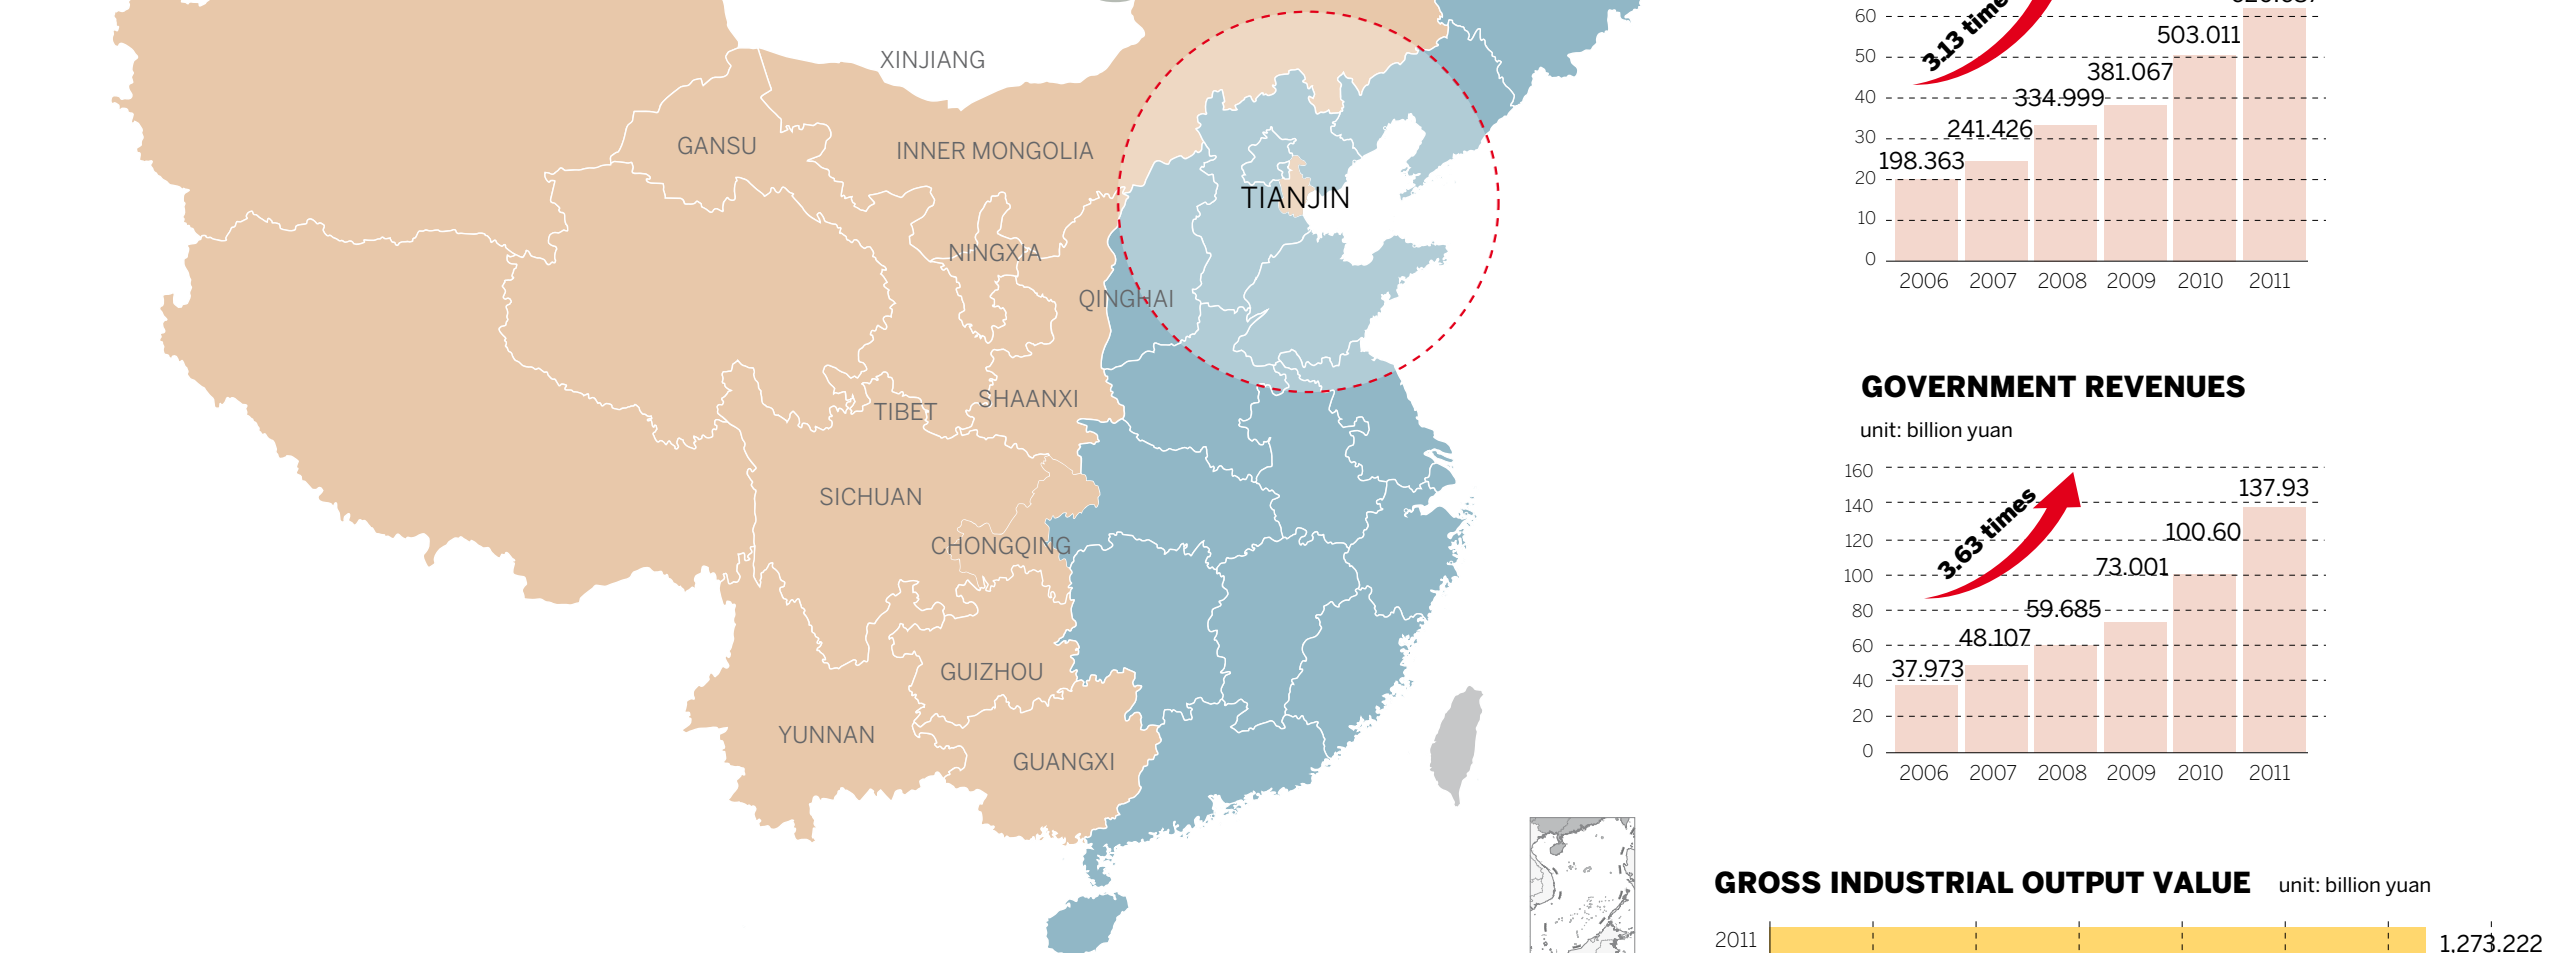 XINJIANG
GANSU
INNER MONGOLIA
TIANJIN
NINGXIA
QINGHAI
TIBET
SHAANXI
SICHUAN
CHONGQING
GUIZHOU
YUNNAN
GUANGXI
3.13 times
60
50
40
30
20
10
0
198.363
241.426
334.999
381.067
503.011
2006 2007 2008 2009 2010 2011
GOVERNMENT REVENUES
unit: billion yuan
160
140
120
100
80
60
40
20
0
3.63 times
37.973
48.107
59.685
73.001
100.60
137.93
2006 2007 2008 2009 2010 2011
GROSS INDUSTRIAL OUTPUT VALUE unit: billion yuan
2011 1,273.222